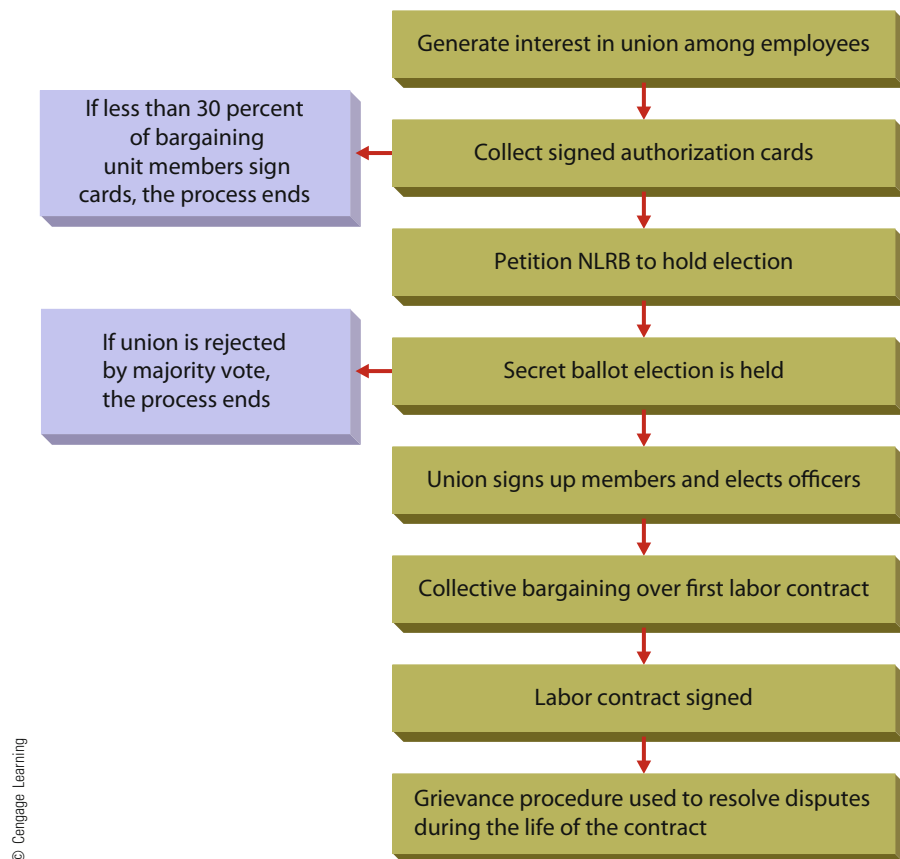 Generate interest in union among employees
If less than 30 percent
of bargaining
unit members sign
cards, the process ends
Collect signed authorization cards
Petition NLRB to hold election
If union is rejected
by majority vote,
the process ends
Secret ballot election is held
Union signs up members and elects officers
Collective bargaining over first labor contract
Labor contract signed
Grievance procedure used to resolve disputes
during the life of the contract
© Cengage Learning